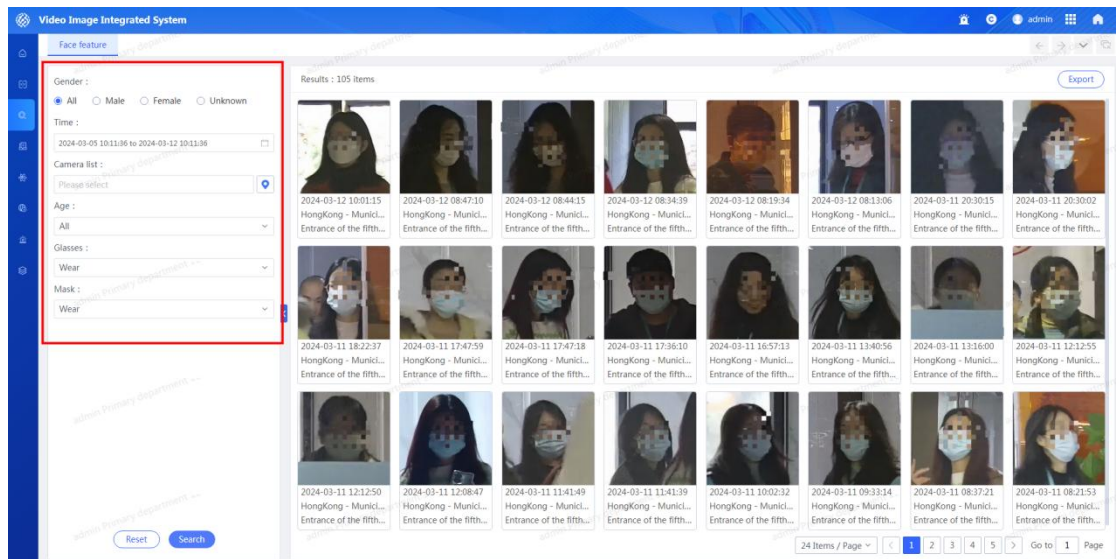 Video Image Integrated System
admin
Face feature
Gender :
All Male Female Unknown
Time :
2024-03-05 10:11:36 to 2024-03-12 10:11:36
Camera list :
Please select
Age :
All
Glasses :
Wear
Mask :
Wear
Reset Search
Results : 105 items
Export
2024-03-12 10:01:15 2024-03-12 08:47:10 2024-03-12 08:44:15 2024-03-12 08:34:39 2024-03-12 08:19:34 2024-03-12 08:13:06 2024-03-11 20:30:15 2024-03-11 20:30:02
HongKong - Munici... HongKong - Munici... HongKong - Munici... HongKong - Munici... HongKong - Munici... HongKong - Munici... HongKong - Munici... HongKong - Munici...
Entrance of the fifth... Entrance of the fifth... Entrance of the fifth... Entrance of the fifth... Entrance of the fifth... Entrance of the fifth... Entrance of the fifth... Entrance of the fifth...
2024-03-11 18:22:37 2024-03-11 17:47:59 2024-03-11 17:47:18 2024-03-11 17:36:10 2024-03-11 16:57:13 2024-03-11 13:40:56 2024-03-11 13:16:00 2024-03-11 12:12:55
HongKong - Munici... HongKong - Munici... HongKong - Munici... HongKong - Munici... HongKong - Munici... HongKong - Munici... HongKong - Munici... HongKong - Munici...
Entrance of the fifth... Entrance of the fifth... Entrance of the fifth... Entrance of the fifth... Entrance of the fifth... Entrance of the fifth... Entrance of the fifth... Entrance of the fifth...
2024-03-11 12:12:50 2024-03-11 12:08:47 2024-03-11 11:41:49 2024-03-11 11:41:39 2024-03-11 10:02:32 2024-03-11 09:33:14 2024-03-11 08:37:21 2024-03-11 08:21:53
HongKong - Munici... HongKong - Munici... HongKong - Munici... HongKong - Munici... HongKong - Munici... HongKong - Munici... HongKong - Munici... HongKong - Munici...
Entrance of the fifth... Entrance of the fifth... Entrance of the fifth... Entrance of the fifth... Entrance of the fifth... Entrance of the fifth... Entrance of the fifth... Entrance of the fifth...
24 Items / Page 1 2 3 4 5 Go to 1 Page
admin Primary department ...